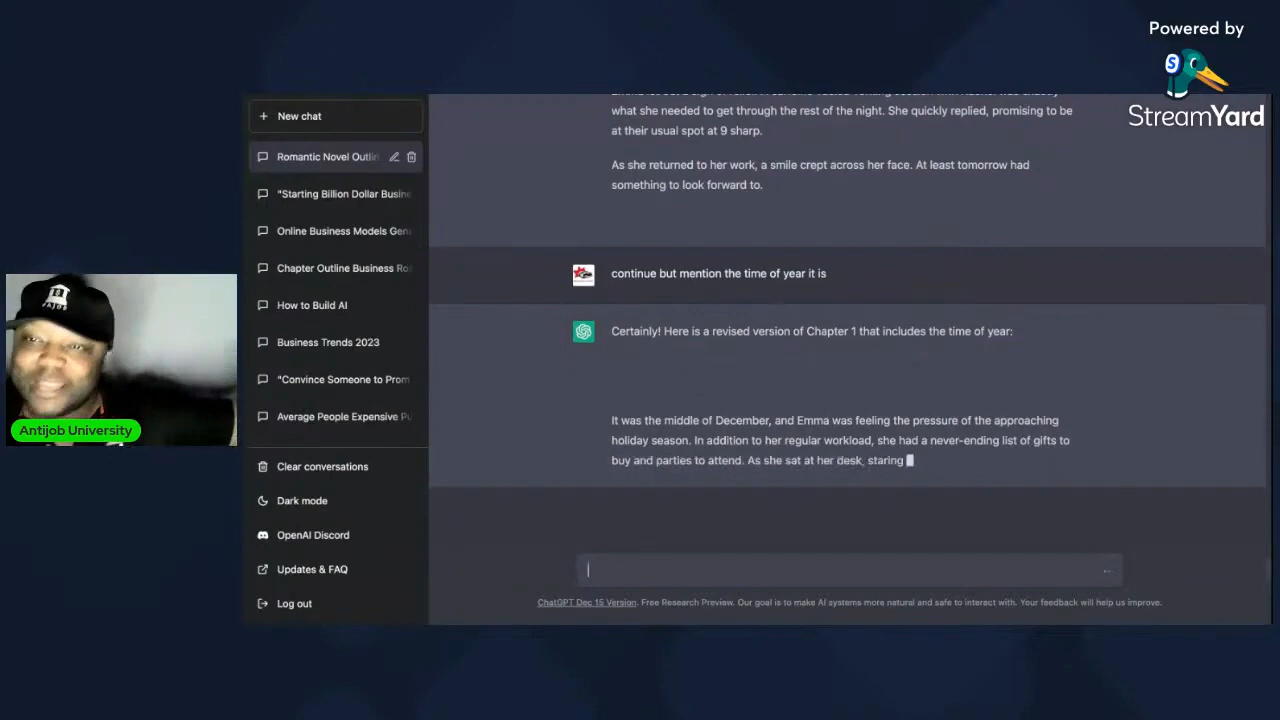 Powered by
S
StreamYard
+ New chat
Romantic Novel Outlin
"Starting Billion Dollar Busine
Online Business Models Gen
Chapter Outline Business Ro
How to Build AI
Business Trends 2023
"Convince Someone to Prom
Average People Expensive Pu
Clear conversations
Dark mode
OpenAI Discord
Updates & FAQ
Log out
what she needed to get through the rest of the night. She quickly replied, promising to be
at their usual spot at 9 sharp.
As she returned to her work, a smile crept across her face. At least tomorrow had
something to look forward to.
continue but mention the time of year it is
Certainly! Here is a revised version of Chapter 1 that includes the time of year:
It was the middle of December, and Emma was feeling the pressure of the approaching
holiday season. In addition to her regular workload, she had a never-ending list of gifts to
buy and parties to attend. As she sat at her desk, staring
ChatGPT Dec 15 Version. Free Research Preview. Our goal is to make AI systems more natural and safe to interact with. Your feedback will help us improve.
Antijob University